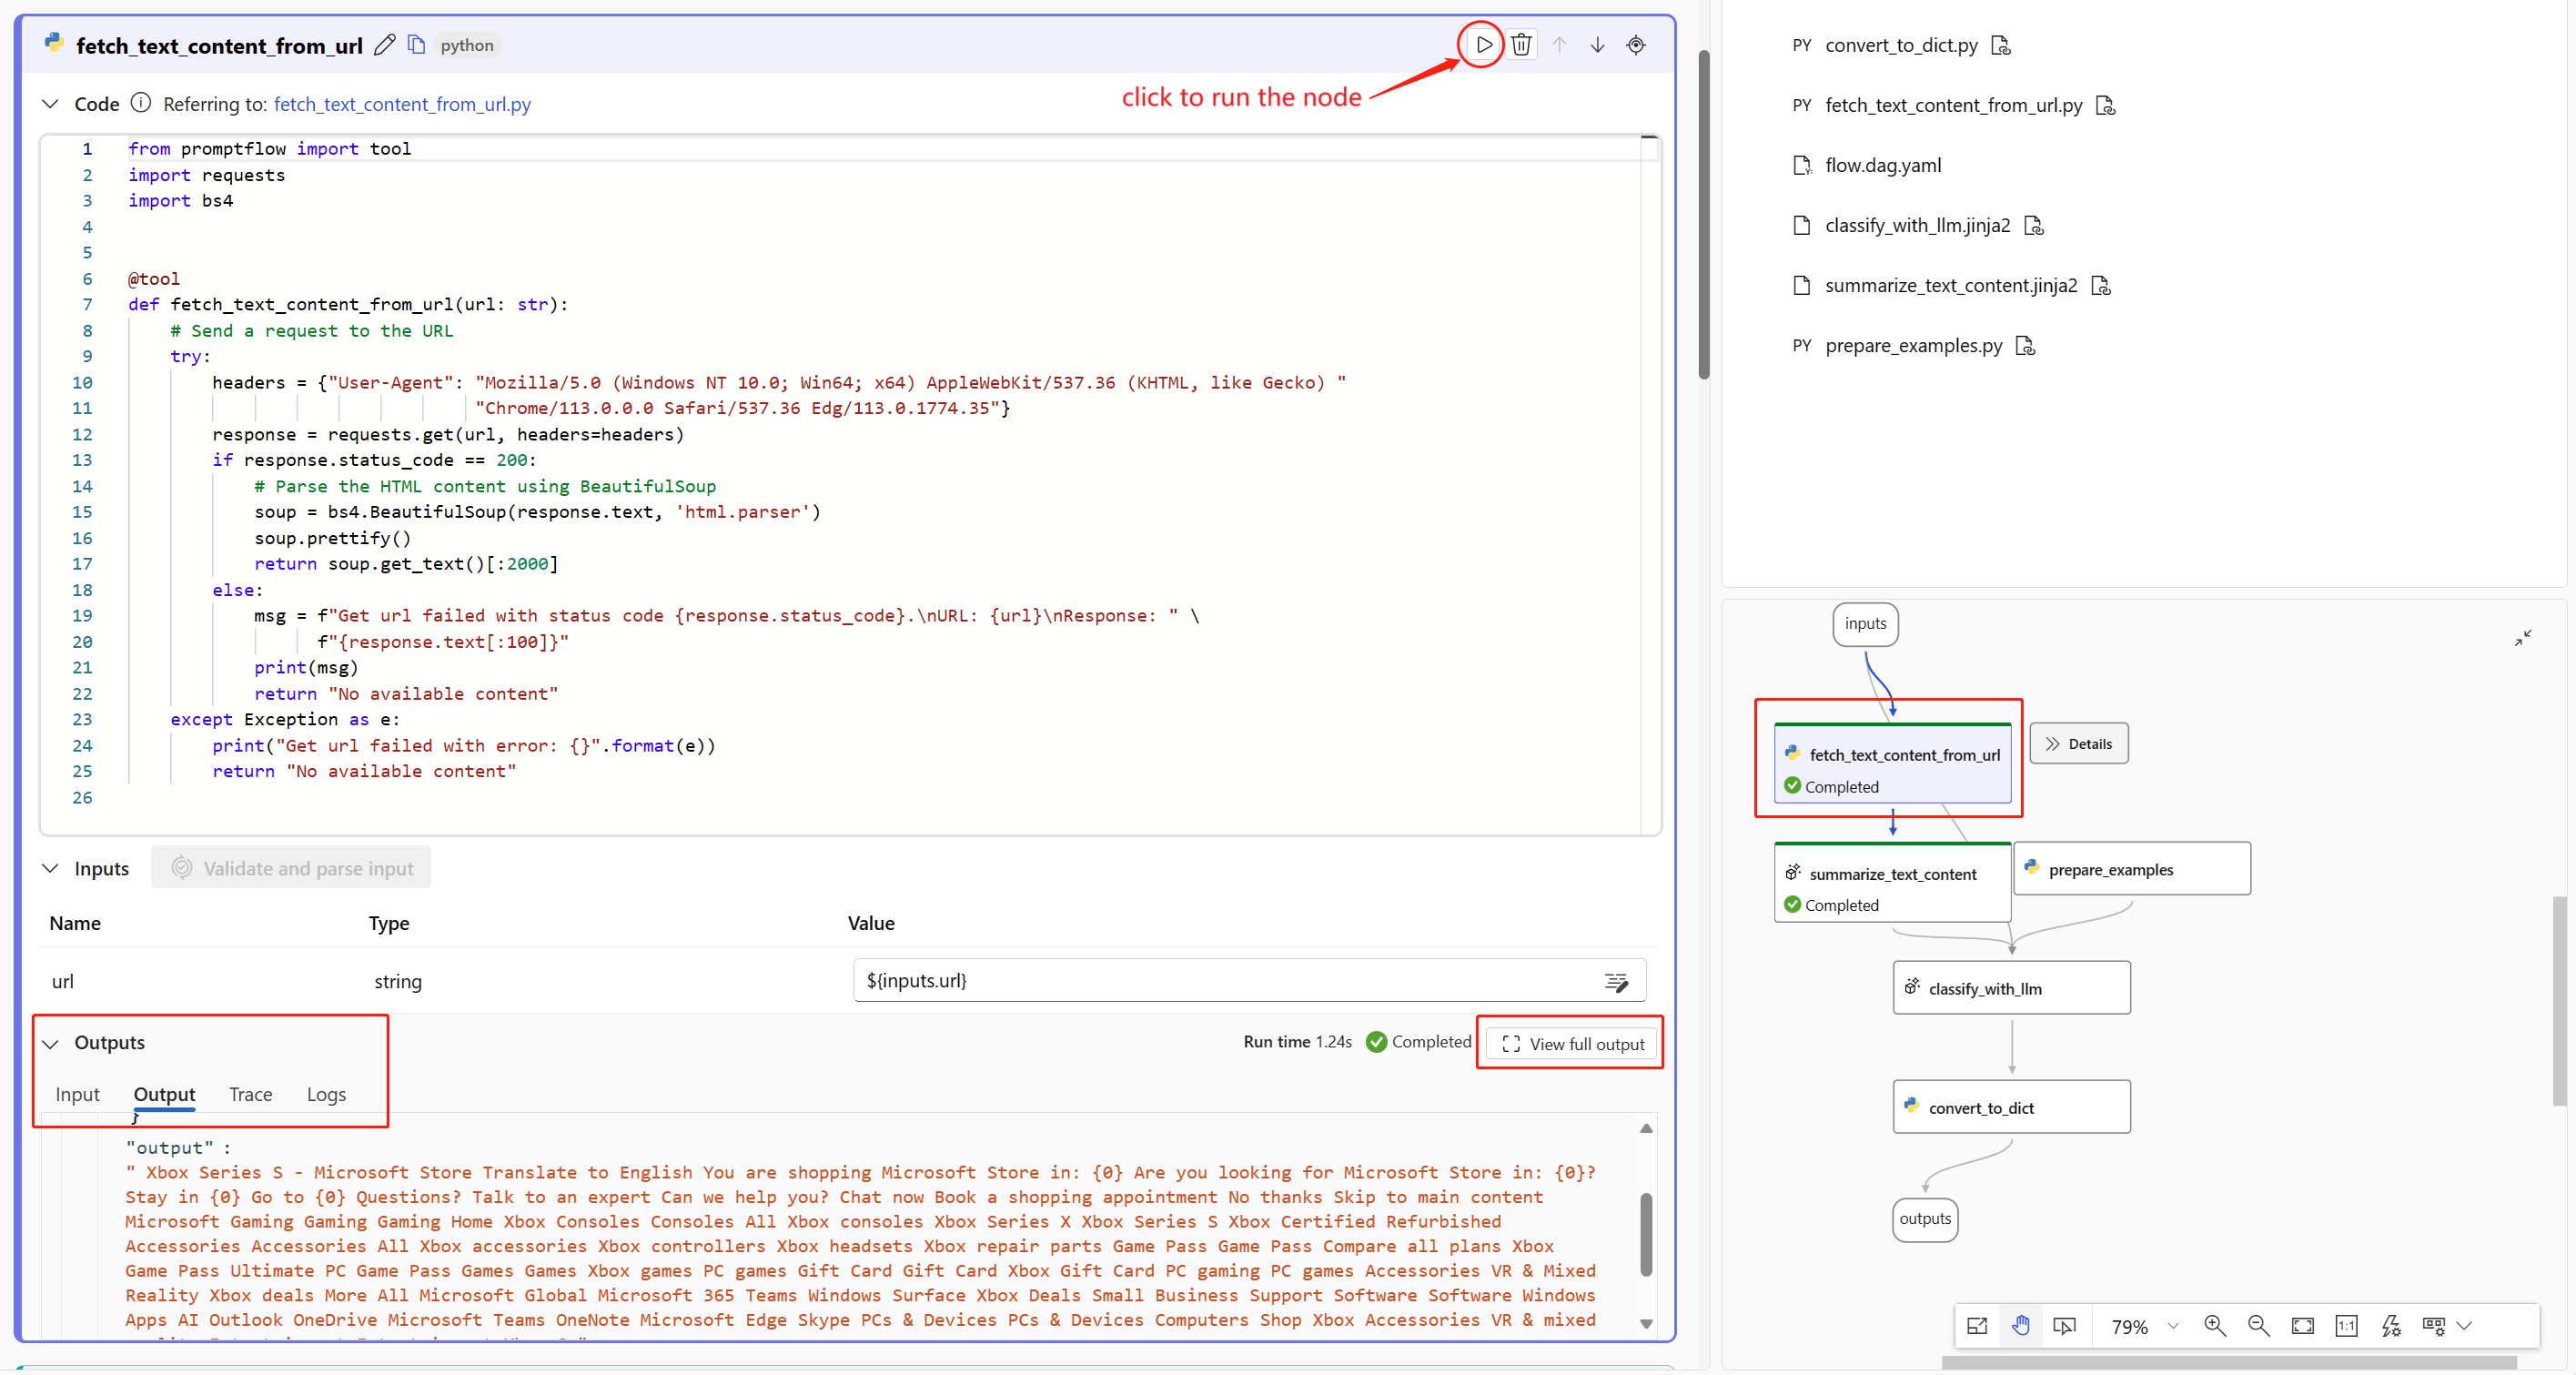 fetch_text_content_from_url python
click to run the node
Code Referring to: fetch_text_content_from_url.py
1 from promptflow import tool
2 import requests
3 import bs4
4
5
6 @tool
7 def fetch_text_content_from_url(url: str):
8 # Send a request to the URL
9 try:
10 headers = {"User-Agent": "Mozilla/5.0 (Windows NT 10.0; Win64; x64) AppleWebKit/537.36 (KHTML, like Gecko) "
11 "Chrome/113.0.0.0 Safari/537.36 Edg/113.0.1774.35"}
12 response = requests.get(url, headers=headers)
13 if response.status_code == 200:
14 # Parse the HTML content using BeautifulSoup
15 soup = bs4.BeautifulSoup(response.text, 'html.parser')
16 soup.prettify()
17 return soup.get_text()[:2000]
18 else:
19 msg = f"Get url failed with status code {response.status_code}.\nURL: {url}\nResponse: " \
20 f"{response.text[:100]}"
21 print(msg)
22 return "No available content"
23 except Exception as e:
24 print("Get url failed with error: {}".format(e))
25 return "No available content"
26
Inputs Validate and parse input
Name Type Value
url string ${inputs.url}
Outputs Run time 1.24s Completed View full output
Input Output Trace Logs
}
"output" :
" Xbox Series S - Microsoft Store Translate to English You are shopping Microsoft Store in: {0} Are you looking for Microsoft Store in: {0}?
Stay in {0} Go to {0} Questions? Talk to an expert Can we help you? Chat now Book a shopping appointment No thanks Skip to main content
Microsoft Gaming Gaming Gaming Home Xbox Consoles Consoles All Xbox consoles Xbox Series X Xbox Series S Xbox Certified Refurbished
Accessories Accessories All Xbox accessories Xbox controllers Xbox headsets Xbox repair parts Game Pass Game Pass Compare all plans Xbox
Game Pass Ultimate PC Game Pass Games Games Xbox games PC games Gift Card Gift Card Xbox Gift Card PC gaming PC games Accessories VR & Mixed
Reality Xbox deals More All Microsoft Global Microsoft 365 Teams Windows Surface Xbox Deals Small Business Support Software Software Windows
Apps AI Outlook OneDrive Microsoft Teams OneNote Microsoft Edge Skype PCs & Devices PCs & Devices Computers Shop Xbox Accessories VR & mixed
PY convert_to_dict.py
PY fetch_text_content_from_url.py
flow.dag.yaml
classify_with_llm.jinja2
summarize_text_content.jinja2
PY prepare_examples.py
inputs
fetch_text_content_from_url
Completed
Details
summarize_text_content
Completed
prepare_examples
classify_with_llm
convert_to_dict
outputs
79% 1:1